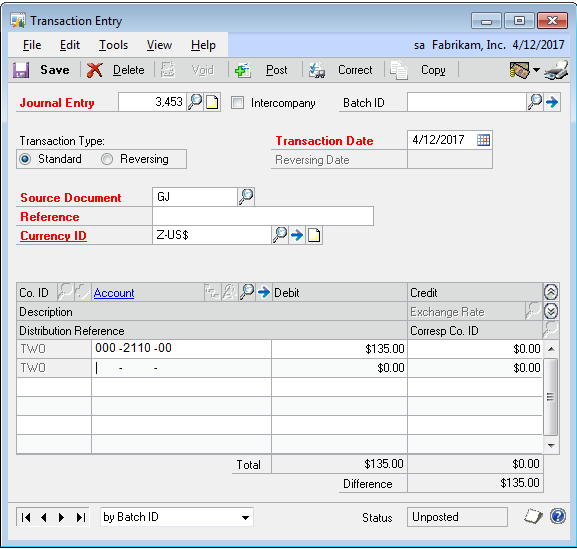 Transaction Entry
File Edit Tools View Help sa Fabrikam, Inc. 4/12/2017
Save Delete Void Post Correct Copy
Journal Entry 3,453 Intercompany Batch ID
Transaction Type: Transaction Date 4/12/2017
Standard Reversing Reversing Date
Source Document GJ
Reference
Currency ID Z-US$
Co. ID Account Debit Credit
Description Exchange Rate
Distribution Reference Corresp Co. ID
TWO 000 -2110 -00 $135.00 $0.00
TWO - - $0.00 $0.00
Total $135.00 $0.00
Difference $135.00
by Batch ID Status Unposted